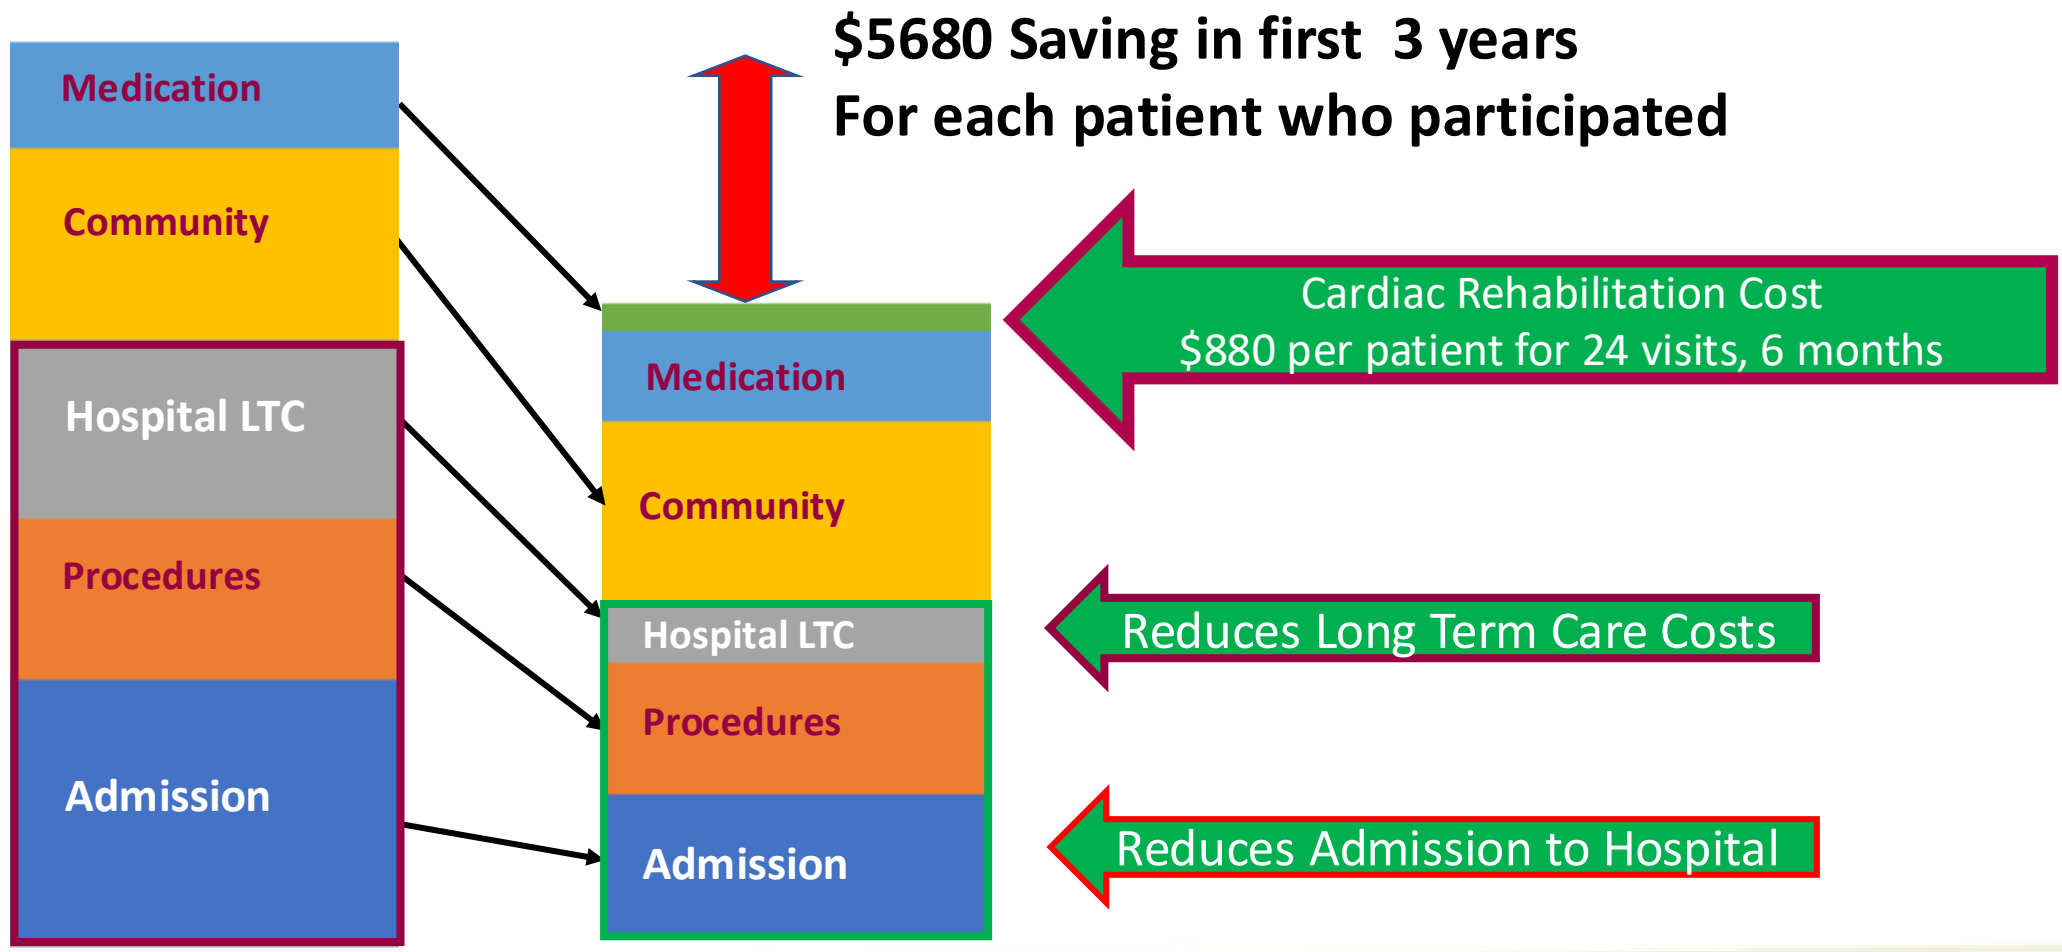 $5680 Saving in first  3 years
For each patient who participated
Medication
Community
Hospital LTC
Procedures
Admission
Medication
Community
Hospital LTC
Procedures
Admission
Cardiac Rehabilitation Cost
$880 per patient for 24 visits, 6 months
Reduces Long Term Care Costs
Reduces Admission to Hospital